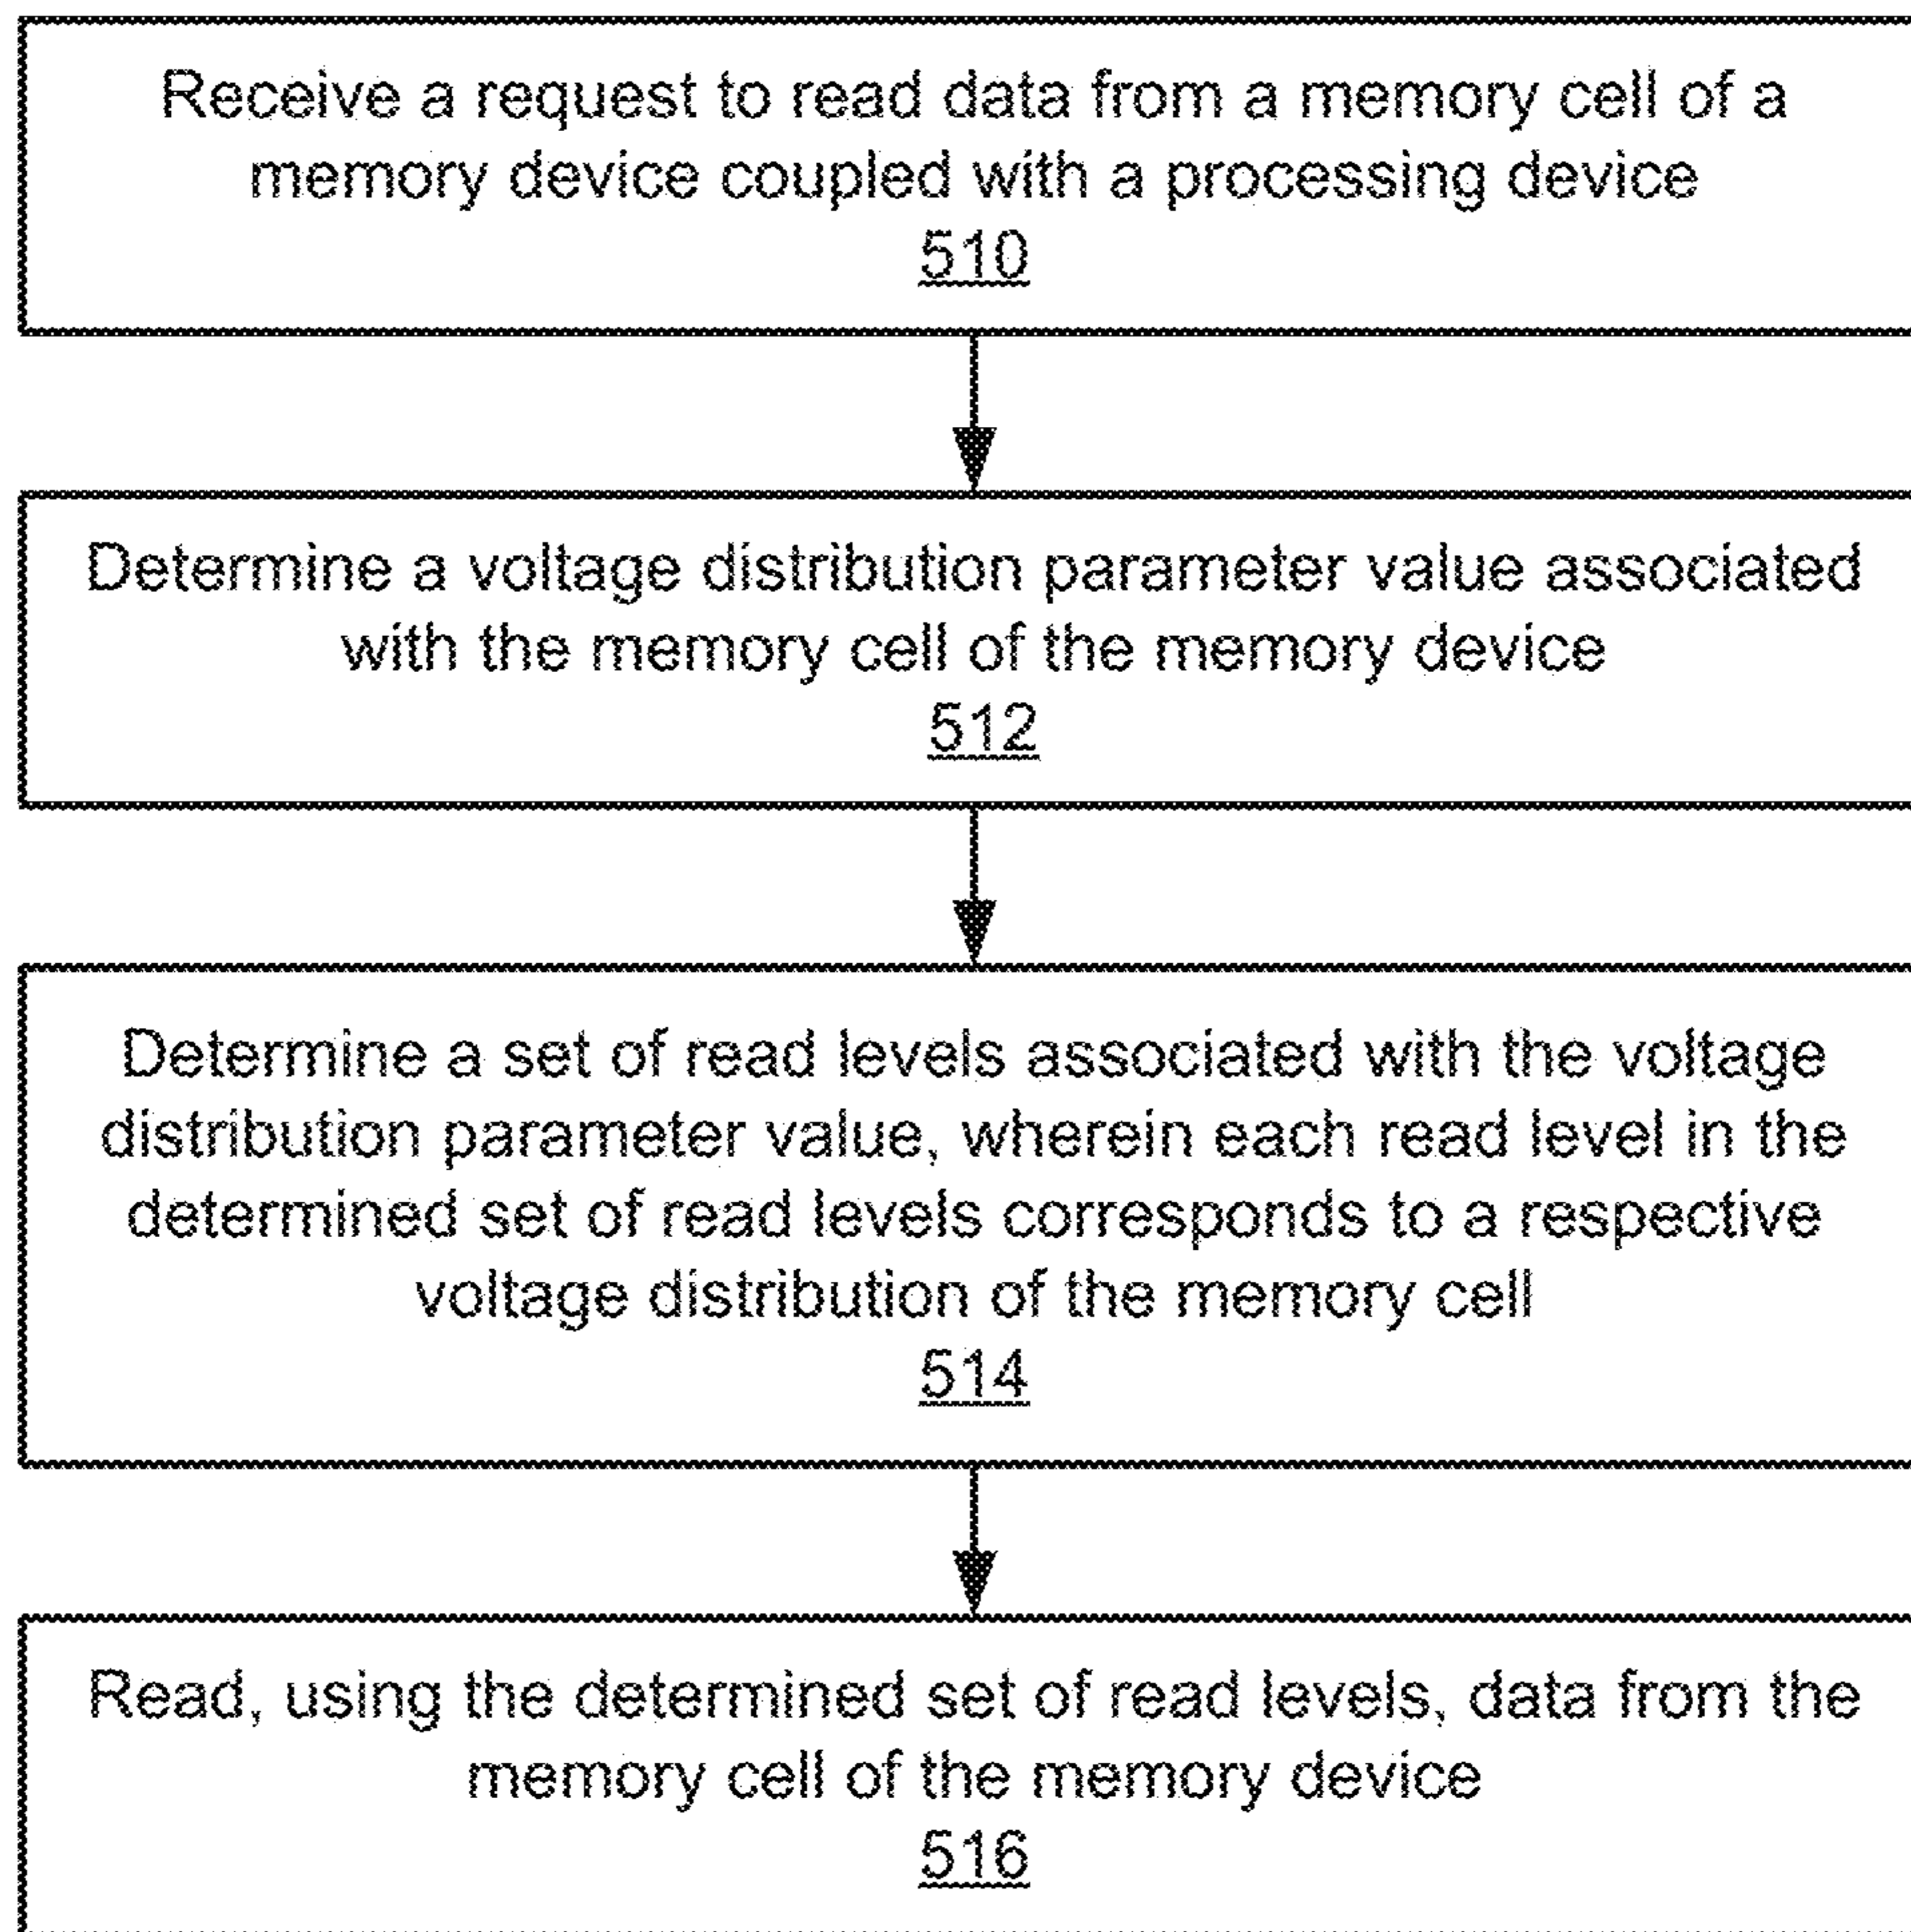 Receive a request to read data from a memory cell of a
memory device coupled with a processing device
510
Determine a voltage distribution parameter value associated
with the memory cell of the memory device
512
Determine a set of read levels associated with the voltage
distribution parameter value, wherein each read level in the
determined set of read levels corresponds to a respective
voltage distribution of the memory cell
514
Read, using the determined set of read levels, data from the
memory cell of the memory device
516